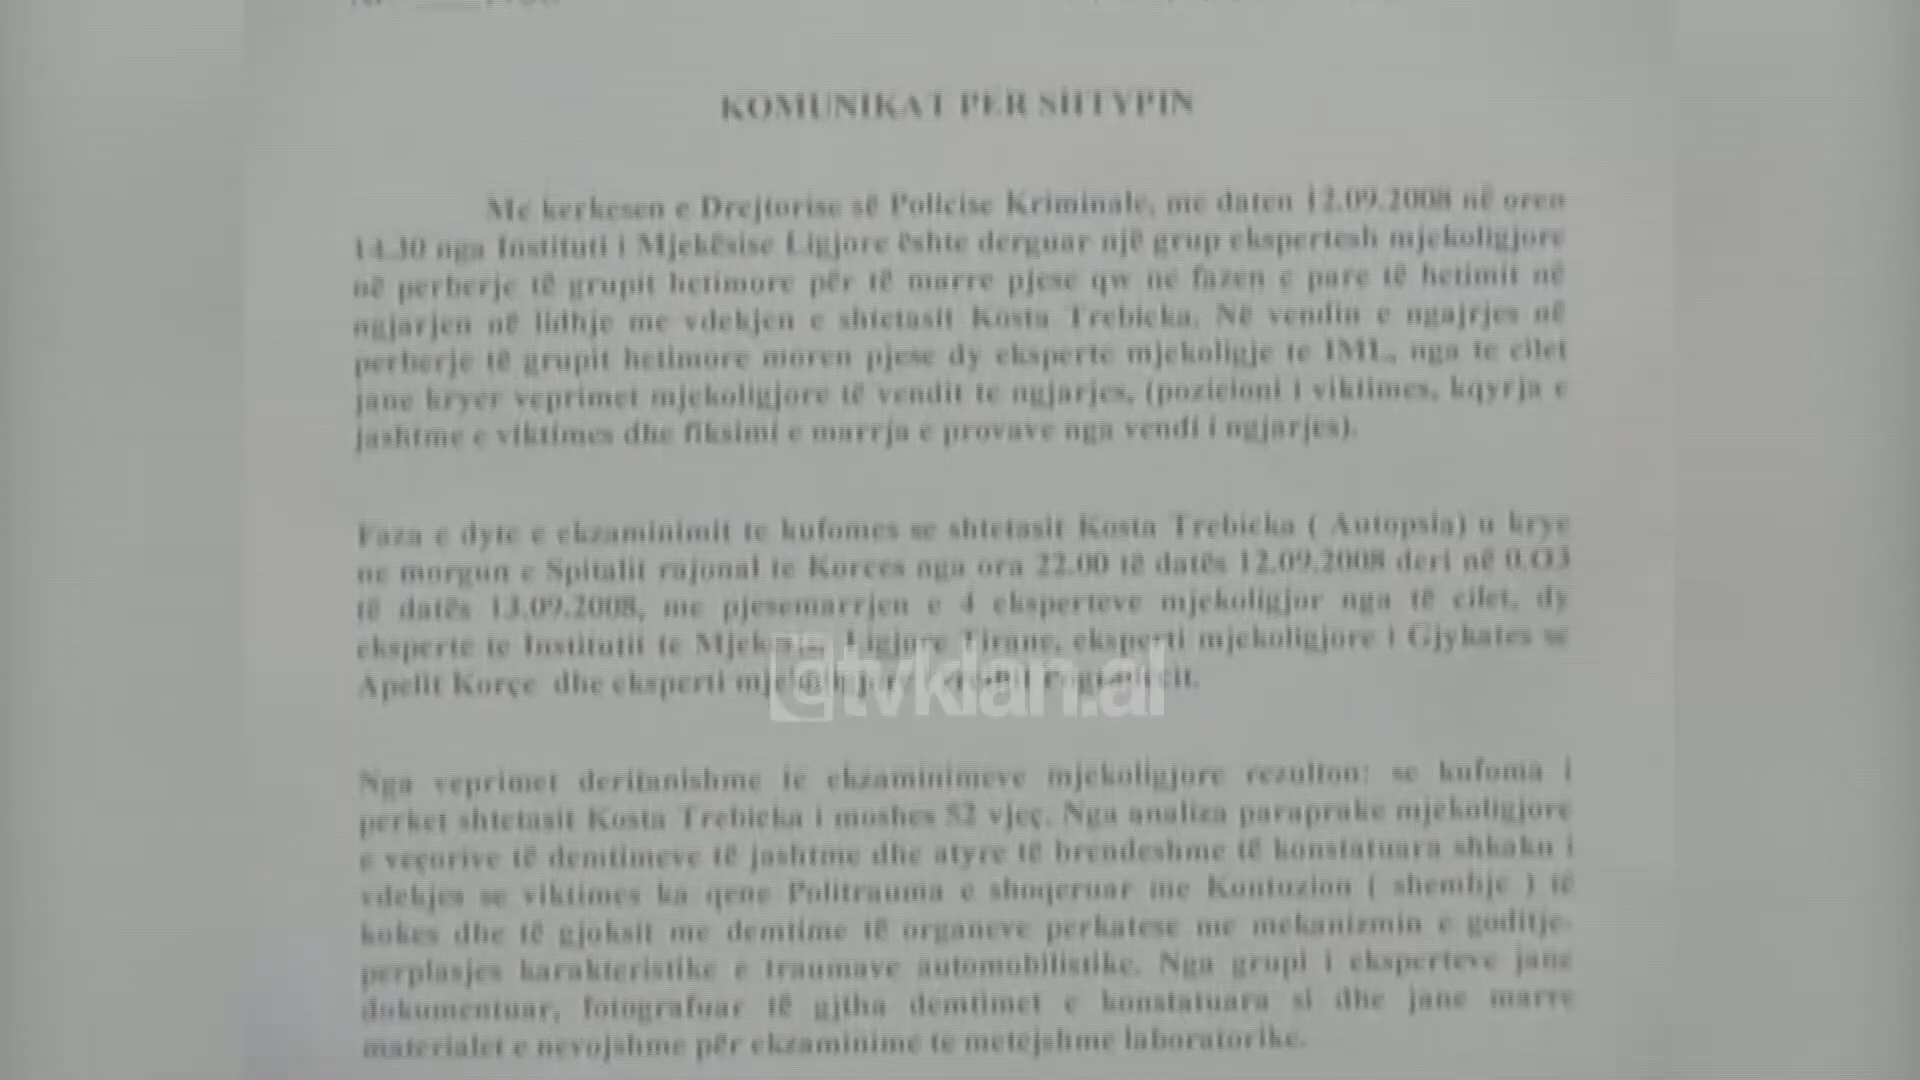 KOMUNIKAT PER SHTYPIN
Me kerkesen e Drejtorise së Policise Kriminale, me daten 12.09.2008 në oren
14.30 nga Instituti i Mjekësise Ligjore është derguar një grup ekspertesh mjekoligjore
në perberje të grupit hetimore për të marre pjese qw ne fazen e pare të hetimit në
ngjarjen në lidhje me vdekjen e shtetasit Kosta Trebicka. Në vendin e ngajrjes në
perberje të grupit hetimore moren pjese dy eksperte mjekoligje te IML, nga te cilet
jane kryer veprimet mjekoligjore të vendit te ngjarjes, (pozicioni i viktimes, kqyrja e
jashtme e viktimes dhe fiksimi e marrja e provave nga vendi i ngjarjes).
Faza e dyte e ekzaminimit te kufomes se shtetasit Kosta Trebicka ( Autopsia) u krye
ne morgun e Spitalit rajonal te Korces nga ora 22.00 të datës 12.09.2008 deri në 0.O3
të datës 13.09.2008, me pjesemarrjen e 4 eksperteve mjekoligjor nga të cilet, dy
eksperte te Institutit te Mjekesise Ligjore Tirane, eksperti mjekoligjore i Gjykates se
Apelit Korçe dhe eksperti mjekoligjor i rrethit Pogradecit.
@tvklan.al
Nga veprimet deritanishme te ekzaminimeve mjekoligjore rezulton: se kufoma i
perket shtetasit Kosta Trebicka i moshes 52 vjeç. Nga analiza paraprake mjekoligjore
e veçorive të demtimeve të jashtme dhe atyre të brendeshme të konstatuara shkaku i
vdekjes se viktimes ka qene Politrauma e shoqeruar me Kontuzion ( shembje ) të
kokes dhe të gjoksit me demtime të organeve perkatese me mekanizmin e goditje-
perplasjes karakteristike e traumave automobilistike. Nga grupi i eksperteve jane
dokumentuar, fotografuar të gjtha demtimet e konstatuara si dhe jane marre
materialet e nevojshme për ekzaminime te metejshme laboratorike.